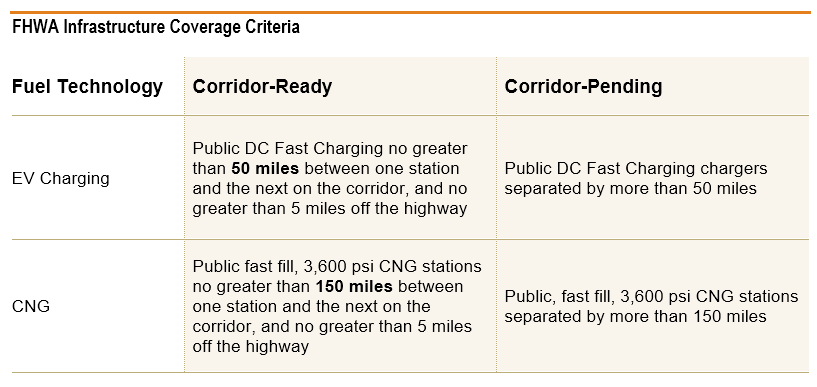 FHWA Infrastructure Coverage Criteria
Fuel Technology
Corridor-Ready
Corridor-Pending
EV Charging
Public DC Fast Charging no greater
than 50 miles between one station
and the next on the corridor, and no
greater than 5 miles off the highway
Public DC Fast Charging chargers
separated by more than 50 miles
CNG
Public fast fill, 3,600 psi CNG stations
no greater than 150 miles between
one station and the next on the
corridor, and no greater than 5 miles
off the highway
Public, fast fill, 3,600 psi CNG stations
separated by more than 150 miles